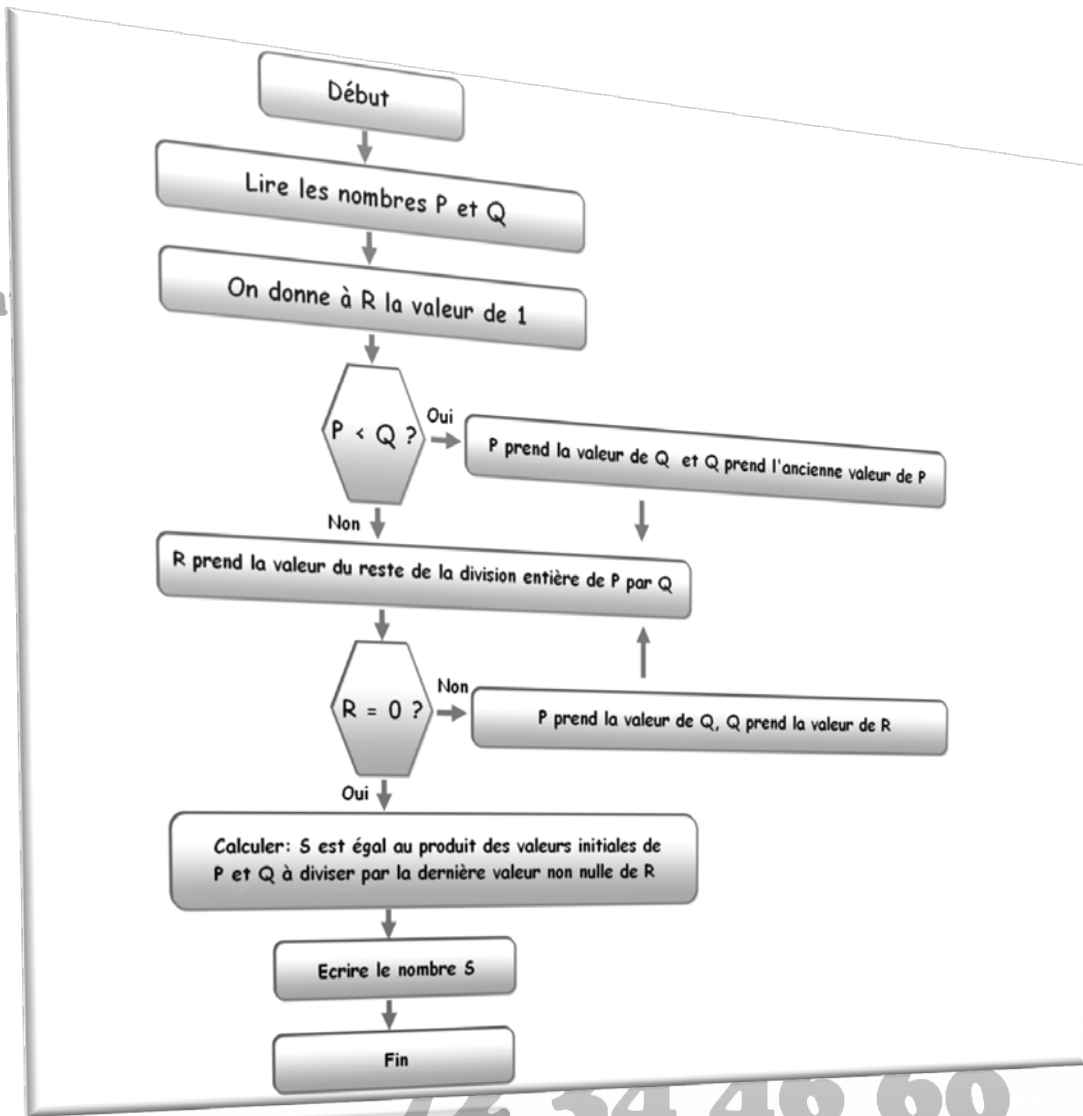 Début
Lire les nombres P et Q
On donne à R la valeur de 1
P < Q ?
Oui
P prend la valeur de Q et Q prend l'ancienne valeur de P
Non
R prend la valeur du reste de la division entière de P par Q
R = 0 ?
Non
P prend la valeur de Q, Q prend la valeur de R
Oui
Calculer: S est égal au produit des valeurs initiales de
P et Q à diviser par la dernière valeur non nulle de R
Ecrire le nombre S
Fin
34 46 60